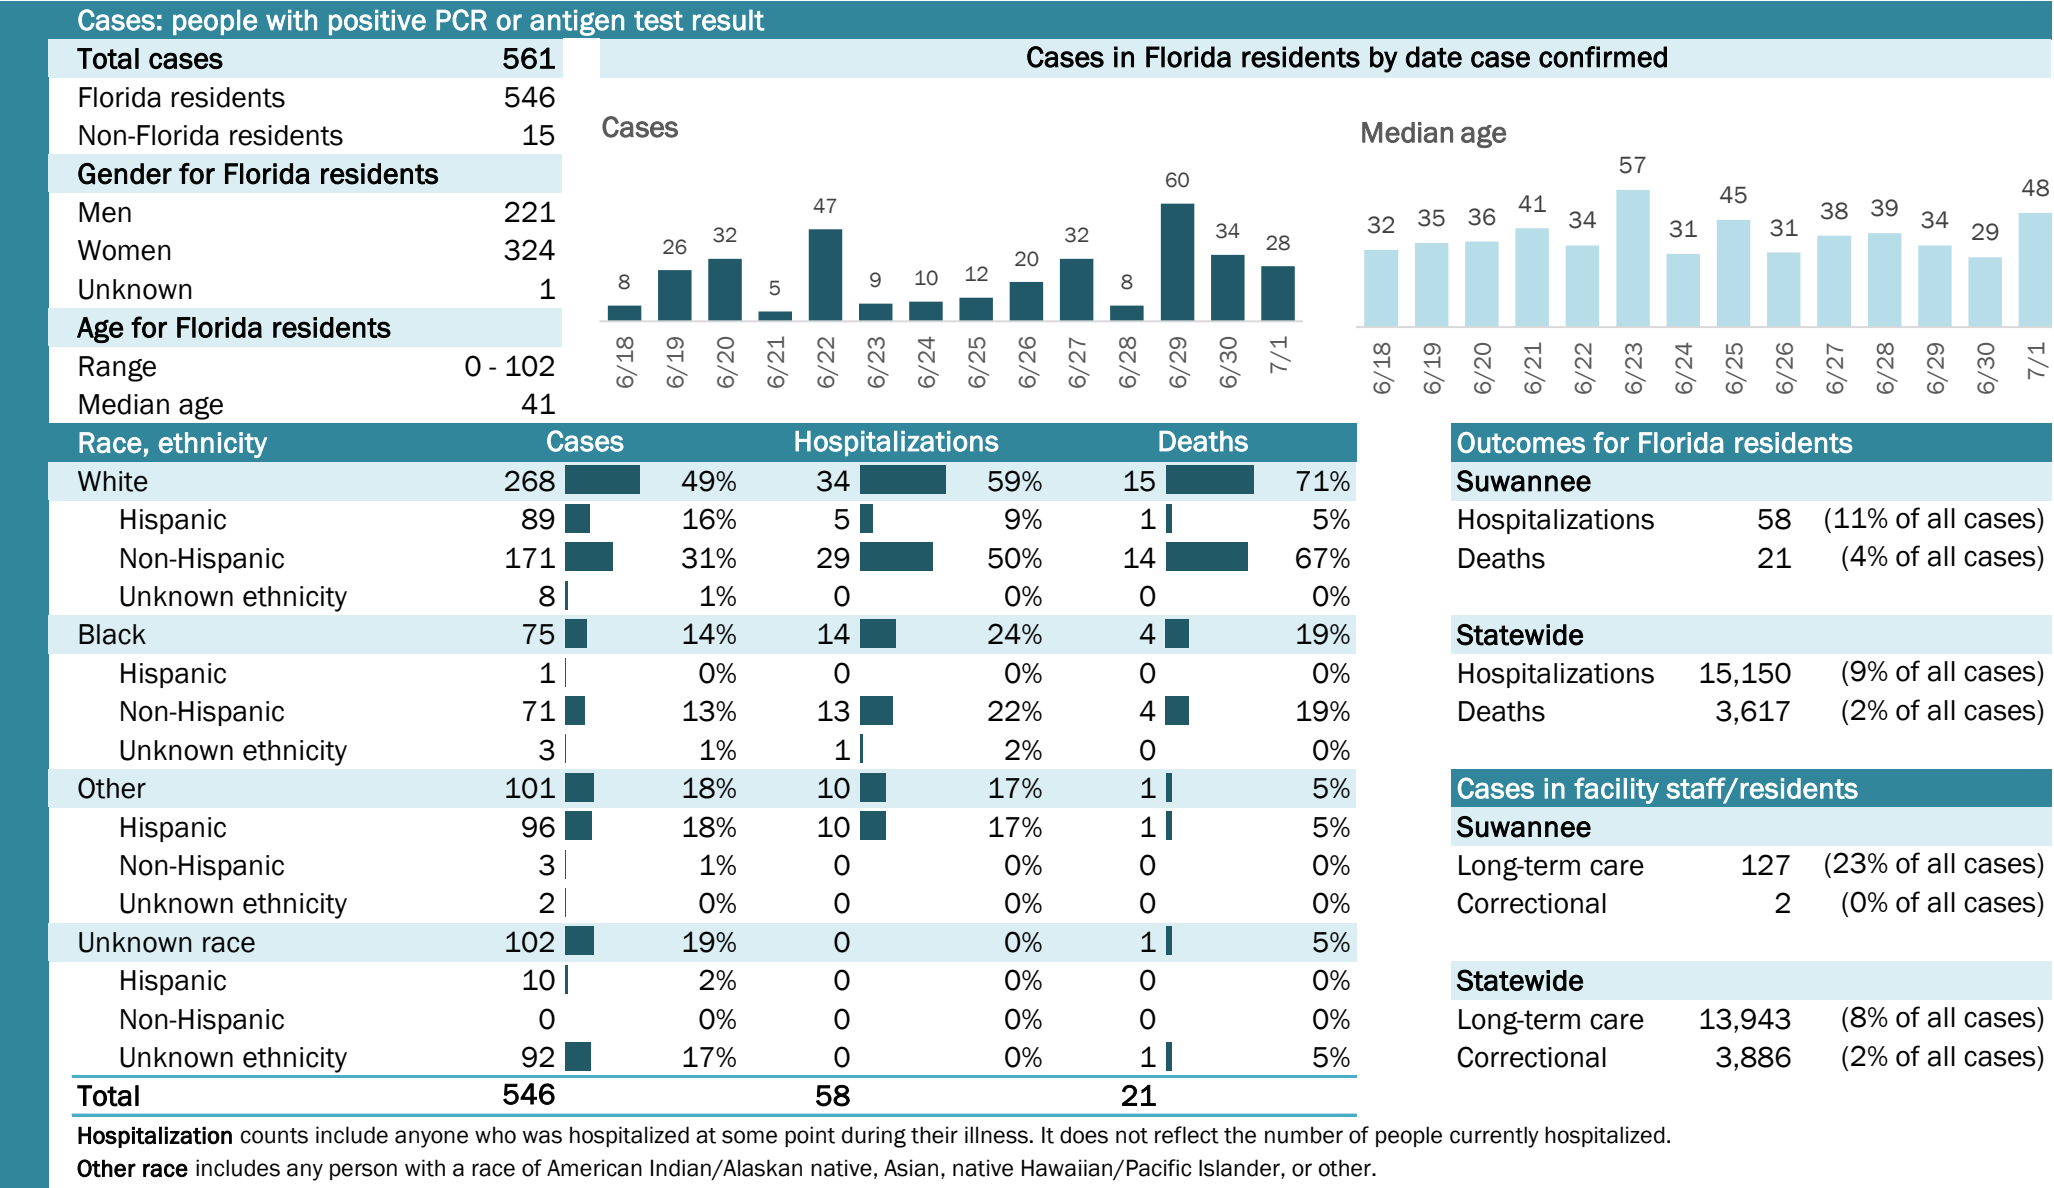 Cases: people with positive PCR or antigen test result
Total cases 561
Florida residents 546
Non-Florida residents 15
Gender for Florida residents
Men 221
Women 324
Unknown 1
Age for Florida residents
Range 0 - 102
Median age 41
Cases in Florida residents by date case confirmed
Cases
8 26 32 5 47 9 10 12 20 32 8 60 34 28
6/18 6/19 6/20 6/21 6/22 6/23 6/24 6/25 6/26 6/27 6/28 6/29 6/30 7/1
Median age
32 35 36 41 34 57 31 45 31 38 39 34 29 48
6/18 6/19 6/20 6/21 6/22 6/23 6/24 6/25 6/26 6/27 6/28 6/29 6/30 7/1
Race, ethnicity Cases Hospitalizations Deaths
White 268 49% 34 59% 15 71%
Hispanic 89 16% 5 9% 1 5%
Non-Hispanic 171 31% 29 50% 14 67%
Unknown ethnicity 8 1% 0 0% 0 0%
Black 75 14% 14 24% 4 19%
Hispanic 1 0% 0 0% 0 0%
Non-Hispanic 71 13% 13 22% 4 19%
Unknown ethnicity 3 1% 1 2% 0 0%
Other 101 18% 10 17% 1 5%
Hispanic 96 18% 10 17% 1 5%
Non-Hispanic 3 1% 0 0% 0 0%
Unknown ethnicity 2 0% 0 0% 0 0%
Unknown race 102 19% 0 0% 1 5%
Hispanic 10 2% 0 0% 0 0%
Non-Hispanic 0 0% 0 0% 0 0%
Unknown ethnicity 92 17% 0 0% 1 5%
Total 546 58 21
Outcomes for Florida residents
Suwannee
Hospitalizations 58 (11% of all cases)
Deaths 21 (4% of all cases)
Statewide
Hospitalizations 15,150 (9% of all cases)
Deaths 3,617 (2% of all cases)
Cases in facility staff/residents
Suwannee
Long-term care 127 (23% of all cases)
Correctional 2 (0% of all cases)
Statewide
Long-term care 13,943 (8% of all cases)
Correctional 3,886 (2% of all cases)
Hospitalization counts include anyone who was hospitalized at some point during their illness. It does not reflect the number of people currently hospitalized.
Other race includes any person with a race of American Indian/Alaskan native, Asian, native Hawaiian/Pacific Islander, or other.